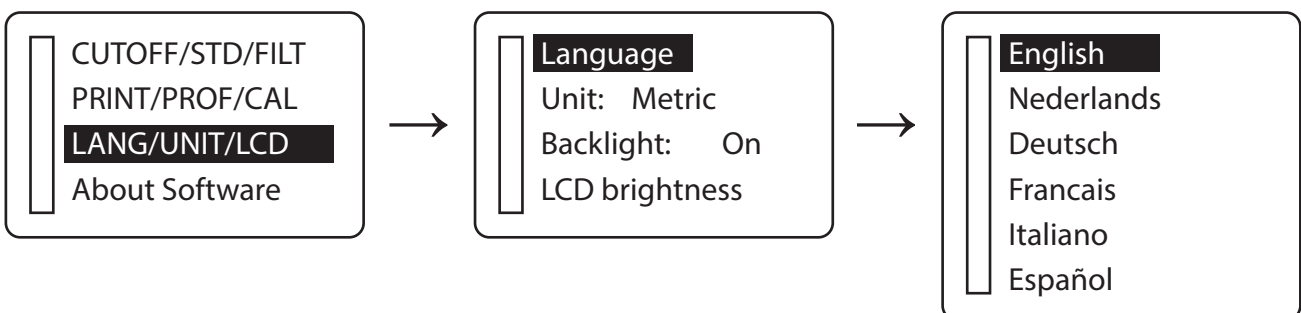 CUTOFF/STD/FILT
PRINT/PROF/CAL
LANG/UNIT/LCD
About Software
Language
Unit: Metric
Backlight: On
LCD brightness
English
Nederlands
Deutsch
Francais
Italiano
Español